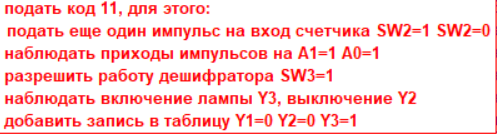 подать код 11, для этого:
подать еще один импульс на вход счетчика SW2=1 SW2=0
наблюдать приходы импульсов на A1=1 A0=1
разрешить работу дешифратора SW3=1
наблюдать включение лампы Y3, выключение Y2
добавить запись в таблицу Y1=0 Y2=0 Y3=1